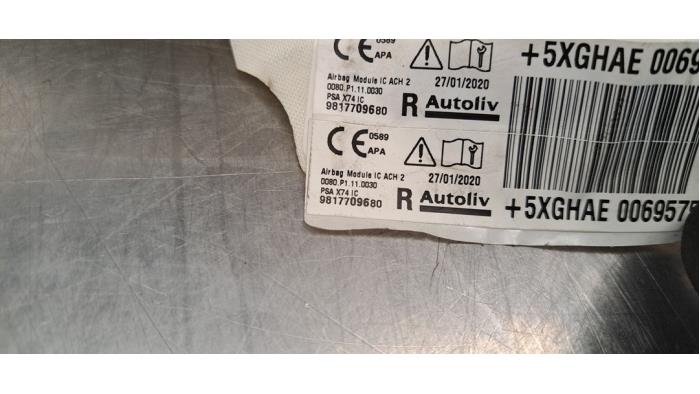 CE 0589
APA
+5XGHAE 0069
Airbag Module IC ACH 2
0080.P1.11.0030
PSA X74 IC
9817709680
27/01/2020
R Autoliv
CE 0589
APA
Airbag Module IC ACH 2
0080.P1.11.0030
PSA X74 IC
9817709680
27/01/2020
R Autoliv
+5XGHAE 0069575